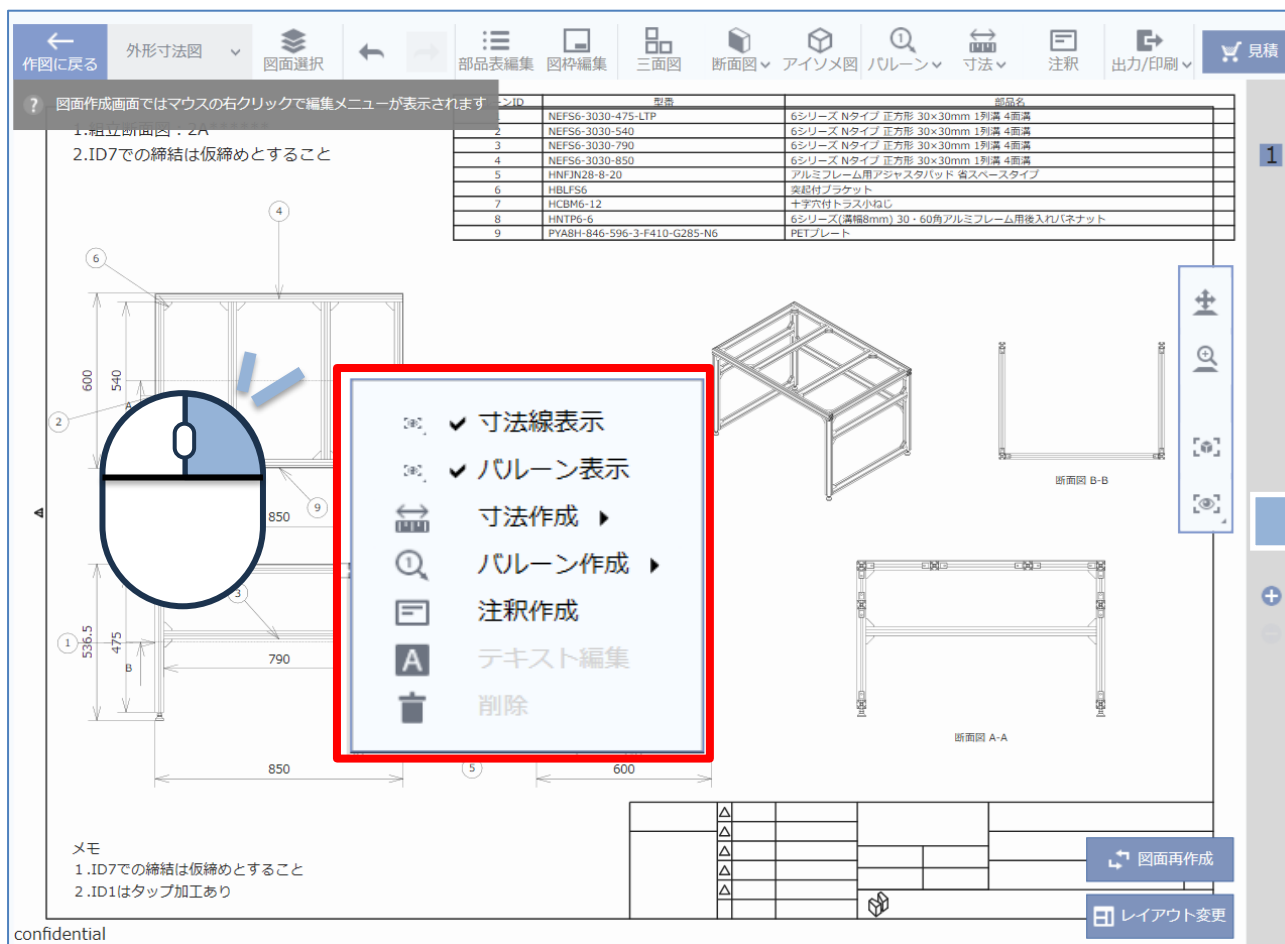 作図に戻る
外形寸法図
図面選択
部品表編集
図枠編集
三面図
断面図
アイソメ図
バルーン
寸法
注釈
出力/印刷
見積
? 図面作成画面ではマウスの右クリックで編集メニューが表示されます
2.ID7での締結は仮締めとすること
ンID 型番 部品名
NEFS6-3030-475-LTP 6シリーズ Nタイプ 正方形 30×30mm 1列溝 4面溝
2 NEFS6-3030-540 6シリーズ Nタイプ 正方形 30×30mm 1列溝 4面溝
3 NEFS6-3030-790 6シリーズ Nタイプ 正方形 30×30mm 1列溝 4面溝
4 NEFS6-3030-850 6シリーズ Nタイプ 正方形 30×30mm 1列溝 4面溝
5 HNFJN28-8-20 アルミフレーム用アジャスタパッド 省スペースタイプ
6 HBLFS6 突起付ブラケット
7 HCBM6-12 十字穴付トラス小ねじ
8 HNTP6-6 6シリーズ(溝幅8mm) 30・60角アルミフレーム用後入れバネナット
9 PYA8H-846-596-3-F410-G285-N6 PETプレート
1
4
6
600
540
2
A
9
850
寸法線表示
バルーン表示
寸法作成
バルーン作成
注釈作成
テキスト編集
削除
断面図 B-B
3
1
536.5
475
B
790
850
5
600
断面図 A-A
メモ
1.ID7での締結は仮締めとすること
2.ID1はタップ加工あり
図面再作成
レイアウト変更
confidential